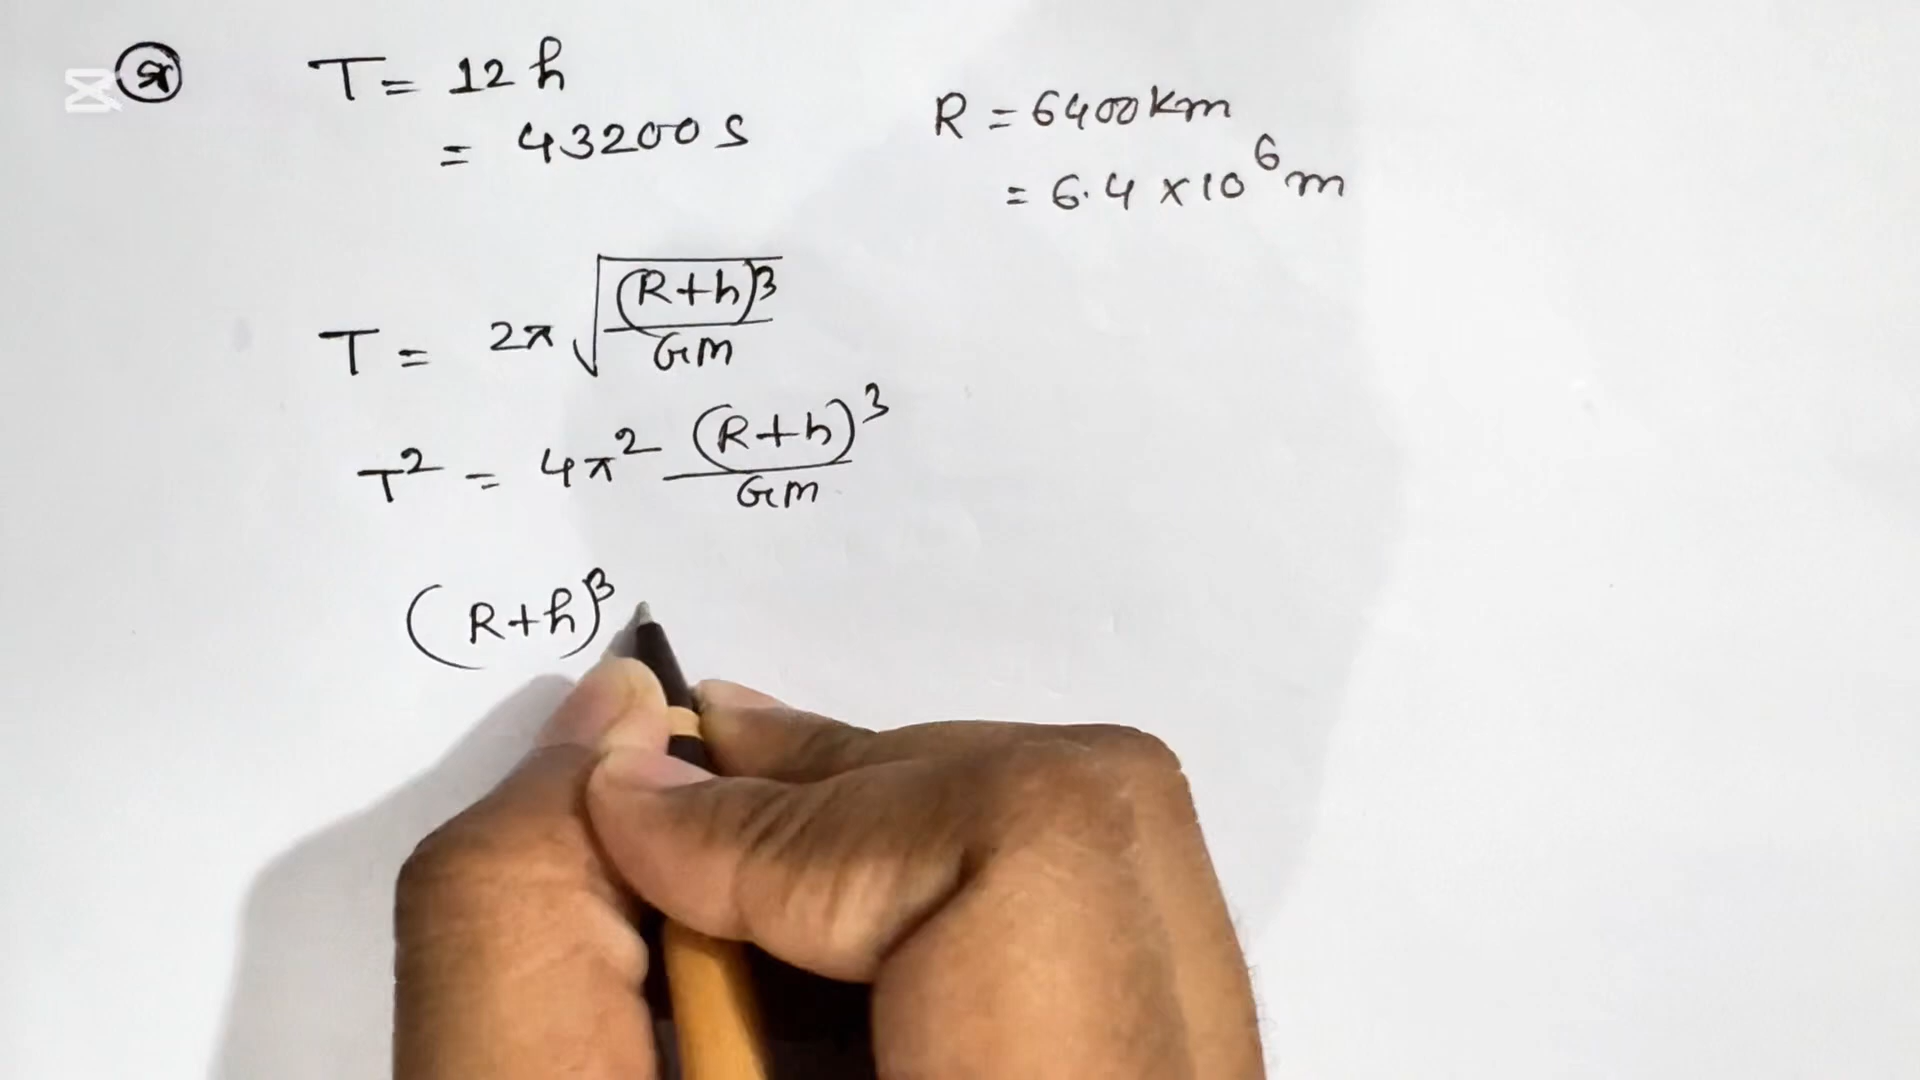 প্র
T = 12 h
= 43200 s
R = 6400 km
= 6.4 × 10⁶ m
T = 2π √((R+h)³/GM)
T² = 4π² (R+h)³/GM
(R+h)³